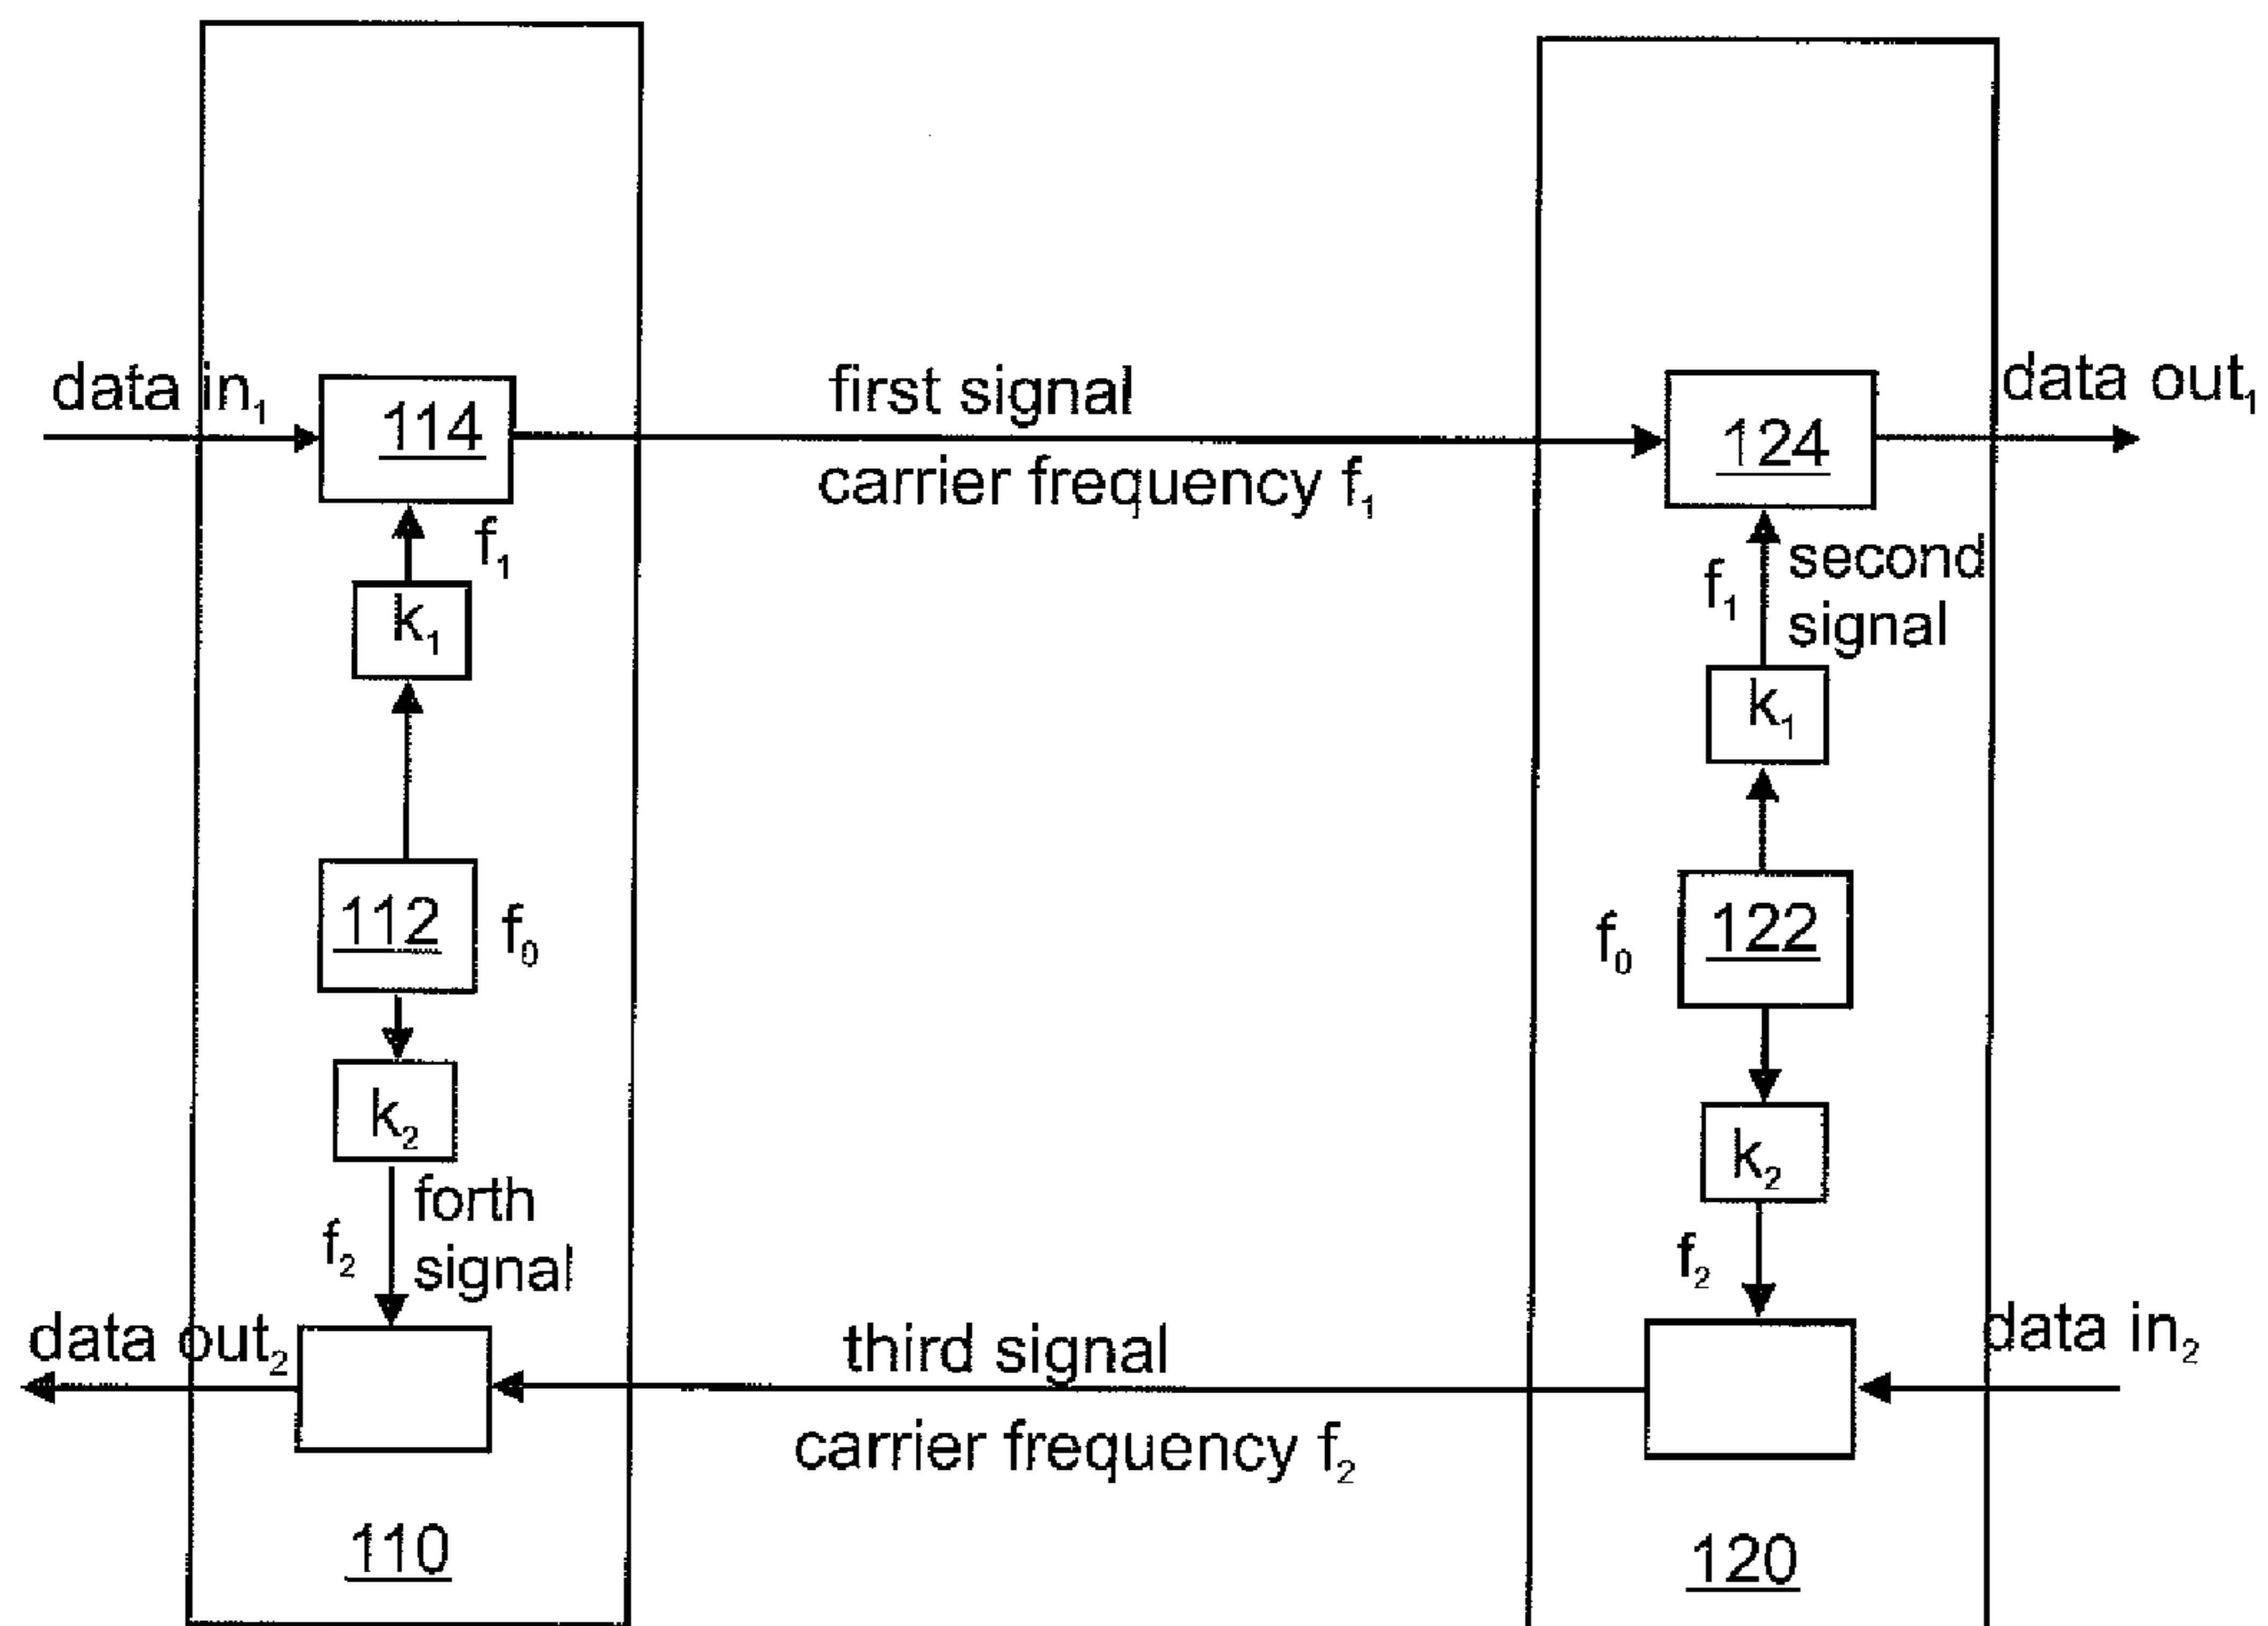 data in₁
114
first signal
carrier frequency f₁
124
data out₁
f₁
k₁
f₁
second
signal
k₁
112
f₀
f₀
122
k₂
forth
signal
f₂
k₂
f₂
data out₂
third signal
carrier frequency f₂
data in₂
110
120